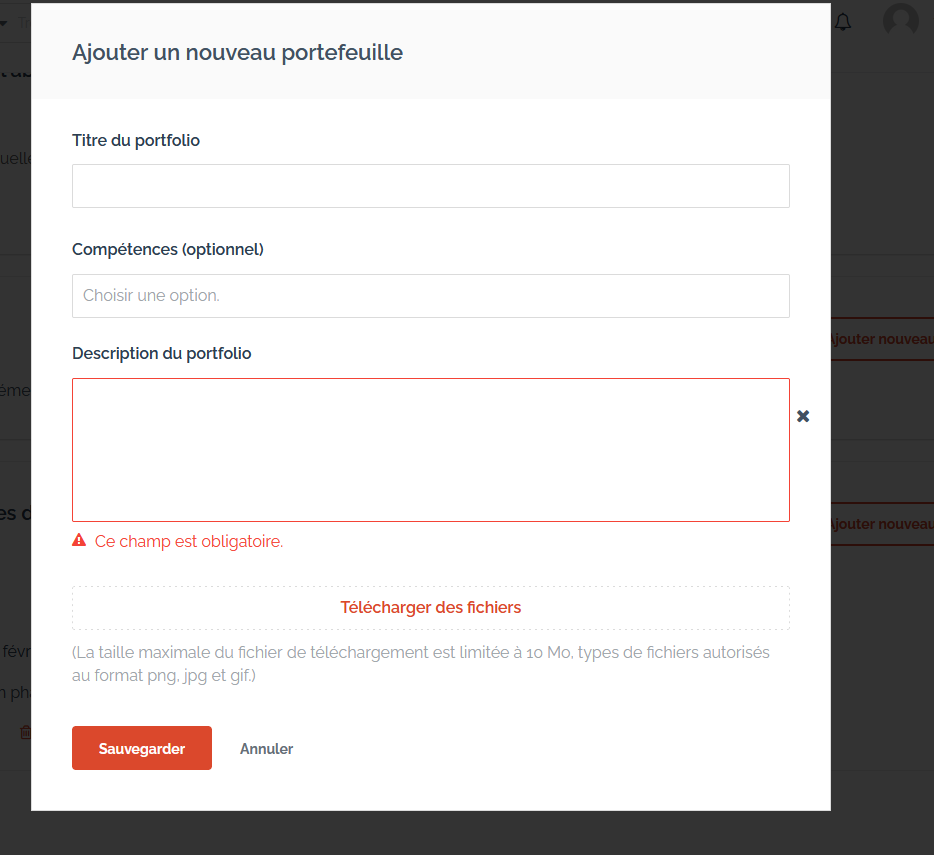 Ajouter un nouveau portefeuille
Titre du portfolio
Compétences (optionnel)
Choisir une option.
Ajouter nouveau
Description du portfolio
Ce champ est obligatoire.
Ajouter nouveau
Télécharger des fichiers
(La taille maximale du fichier de téléchargement est limitée à 10 Mo, types de fichiers autorisés
au format png, jpg et gif.)
Sauvegarder Annuler